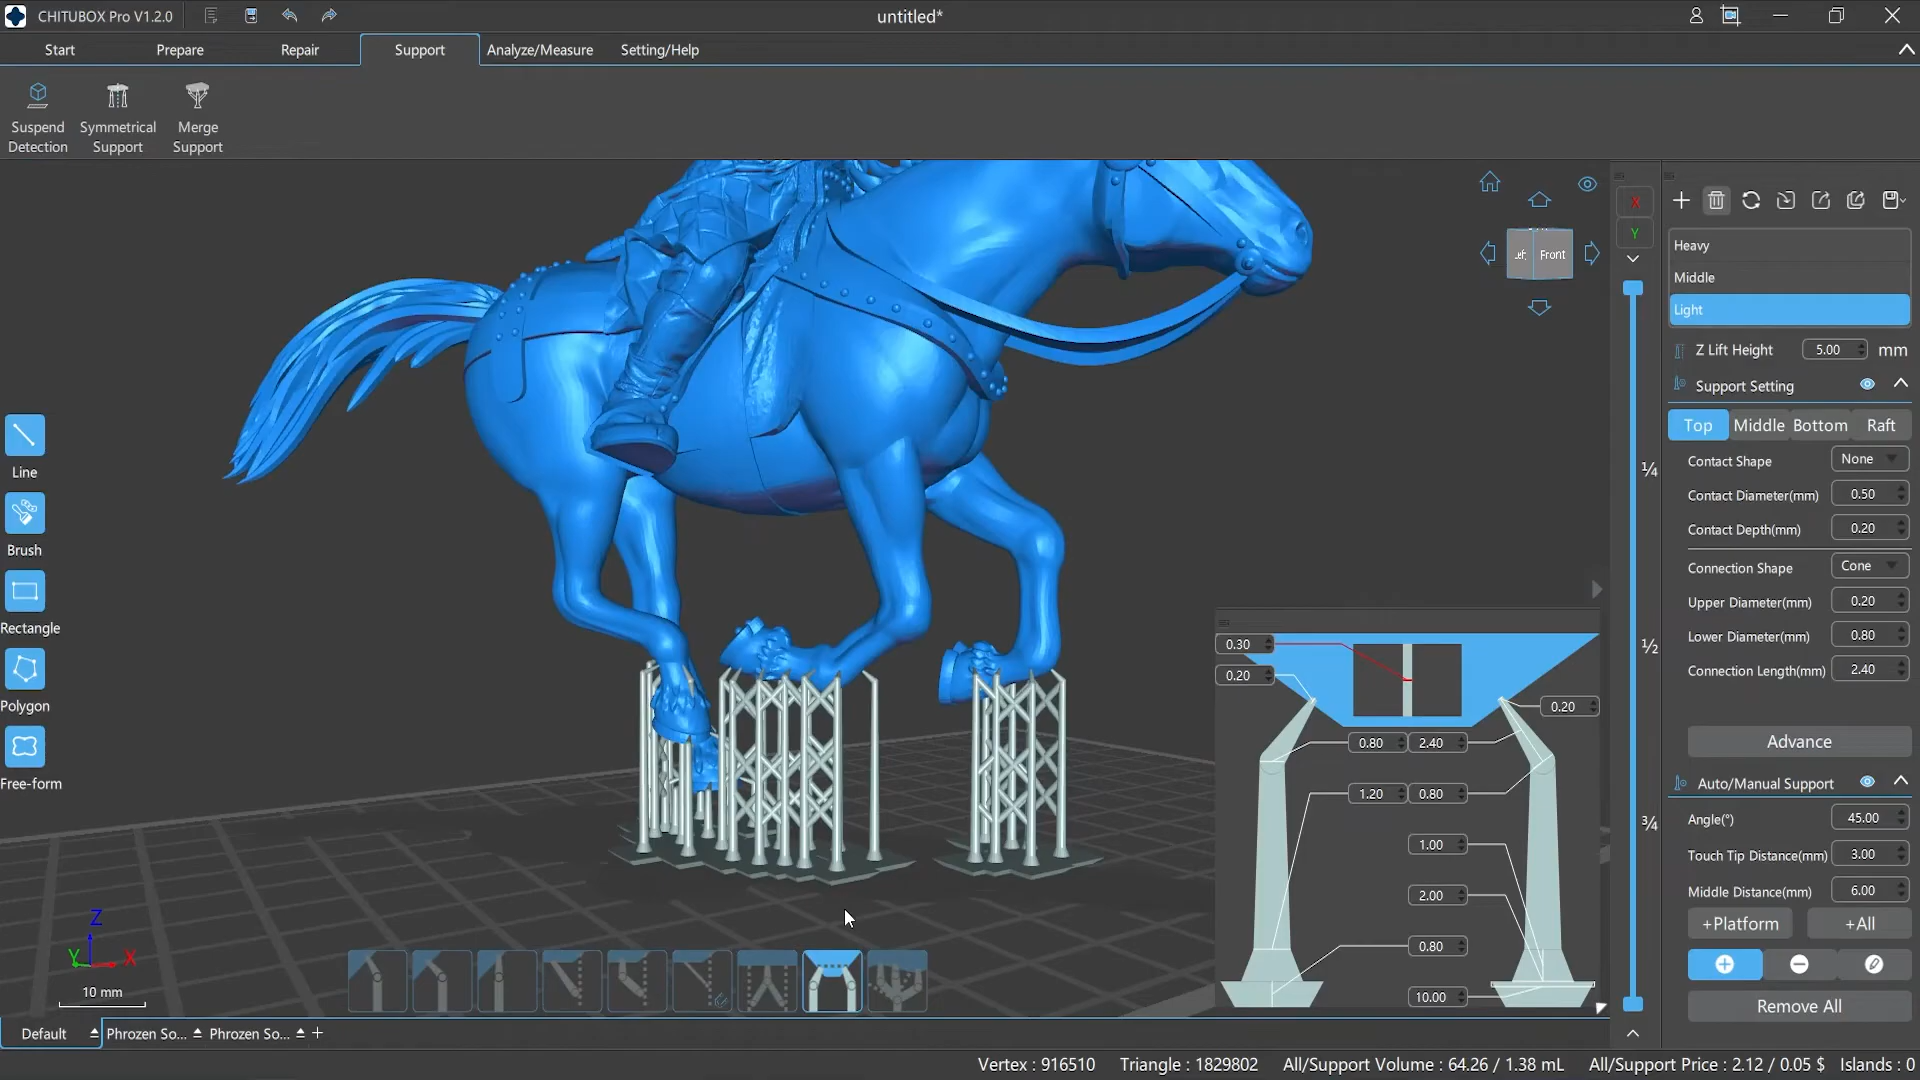 CHITUBOX Pro V1.2.0
untitled*
Start
Prepare
Repair
Support
Analyze/Measure
Setting/Help
Suspend
Detection
Symmetrical
Support
Merge
Support
Line
Brush
Rectangle
Polygon
Free-form
Front
X
Y
1/4
1/2
3/4
Heavy
Middle
Light
Z Lift Height 5.00 mm
Support Setting
Top Middle Bottom Raft
Contact Shape None
Contact Diameter(mm) 0.50
Contact Depth(mm) 0.20
Connection Shape Cone
Upper Diameter(mm) 0.20
Lower Diameter(mm) 0.80
Connection Length(mm) 2.40
Advance
Auto/Manual Support
Angle(°) 45.00
Touch Tip Distance(mm) 3.00
Middle Distance(mm) 6.00
+Platform +All
Remove All
0.30
0.20
0.20
0.80 2.40
1.20 0.80
1.00
2.00
0.80
10.00
Z
Y
X
10 mm
Default
Phrozen So...
Phrozen So...
Vertex : 916510 Triangle : 1829802 All/Support Volume : 64.26 / 1.38 mL All/Support Price : 2.12 / 0.05 $ Islands : 0